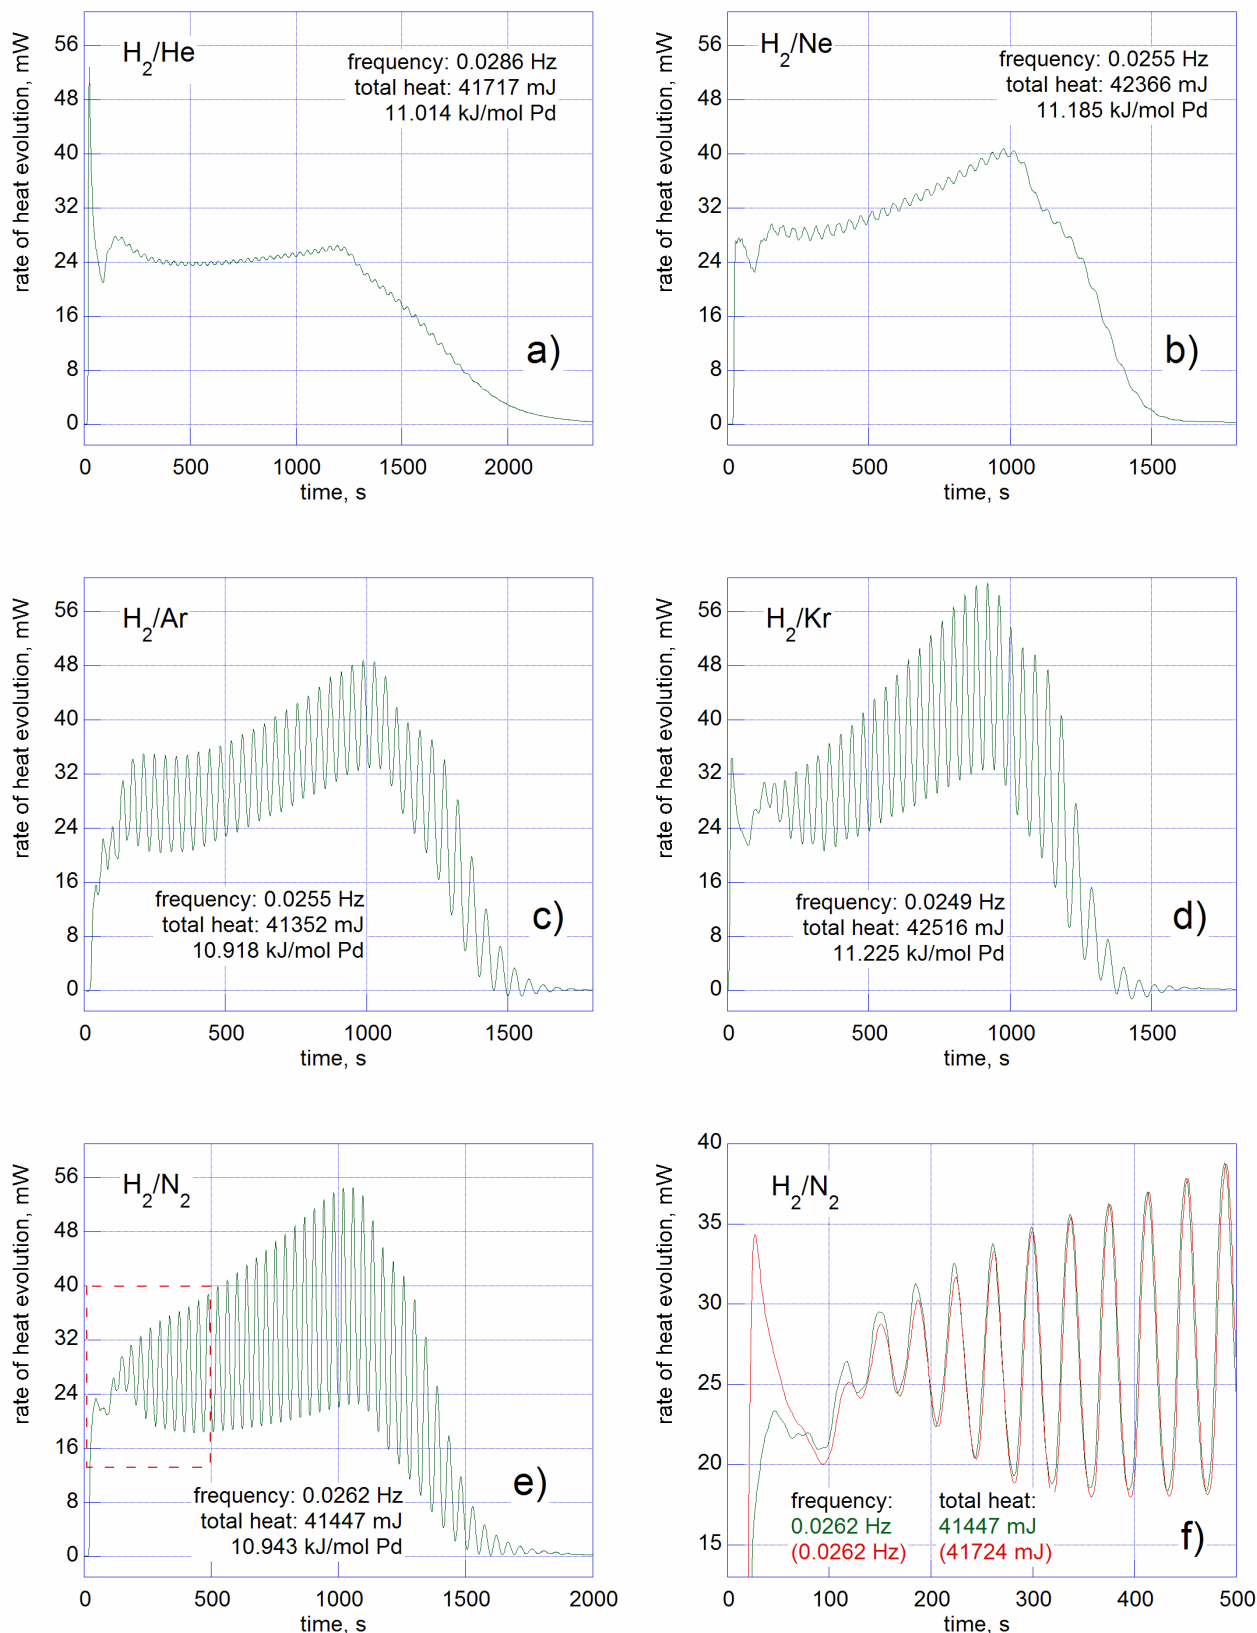 H2/He
frequency: 0.0286 Hz
total heat: 41717 mJ
11.014 kJ/mol Pd
rate of heat evolution, mW
56
48
40
32
24
16
8
0
a)
0 500 1000 1500 2000
time, s
H2/Ne
frequency: 0.0255 Hz
total heat: 42366 mJ
11.185 kJ/mol Pd
rate of heat evolution, mW
56
48
40
32
24
16
8
0
b)
0 500 1000 1500
time, s
H2/Ar
rate of heat evolution, mW
56
48
40
32
24
16
8
0
frequency: 0.0255 Hz
total heat: 41352 mJ
10.918 kJ/mol Pd
c)
0 500 1000 1500
time, s
H2/Kr
rate of heat evolution, mW
56
48
40
32
24
16
8
0
frequency: 0.0249 Hz
total heat: 42516 mJ
11.225 kJ/mol Pd
d)
0 500 1000 1500
time, s
H2/N2
rate of heat evolution, mW
56
48
40
32
24
16
8
0
frequency: 0.0262 Hz
total heat: 41447 mJ
10.943 kJ/mol Pd
e)
0 500 1000 1500 2000
time, s
H2/N2
rate of heat evolution, mW
40
35
30
25
20
15
frequency: total heat:
0.0262 Hz 41447 mJ
(0.0262 Hz) (41724 mJ)
f)
0 100 200 300 400 500
time, s